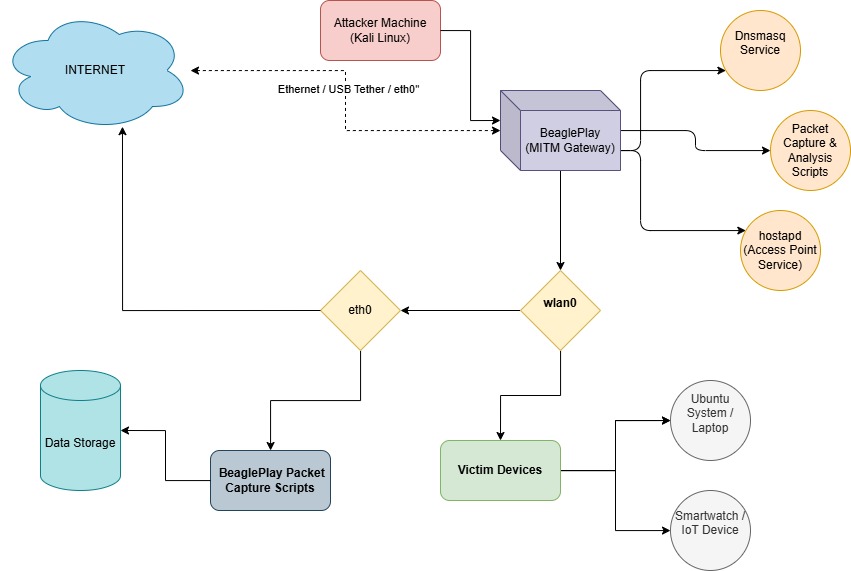 Attacker Machine
(Kali Linux)
INTERNET
Ethernet / USB Tether / eth0"
BeaglePlay
(MITM Gateway)
Dnsmasq
Service
Packet
Capture &
Analysis
Scripts
hostapd
(Access Point
Service)
eth0
wlan0
Data Storage
BeaglePlay Packet
Capture Scripts
Victim Devices
Ubuntu
System /
Laptop
Smartwatch /
IoT Device